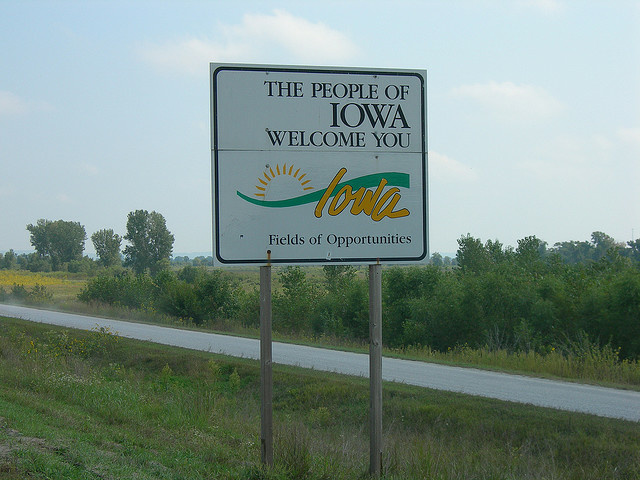 THE PEOPLE OF
IOWA
WELCOME YOU
Iowa
Fields of Opportunities